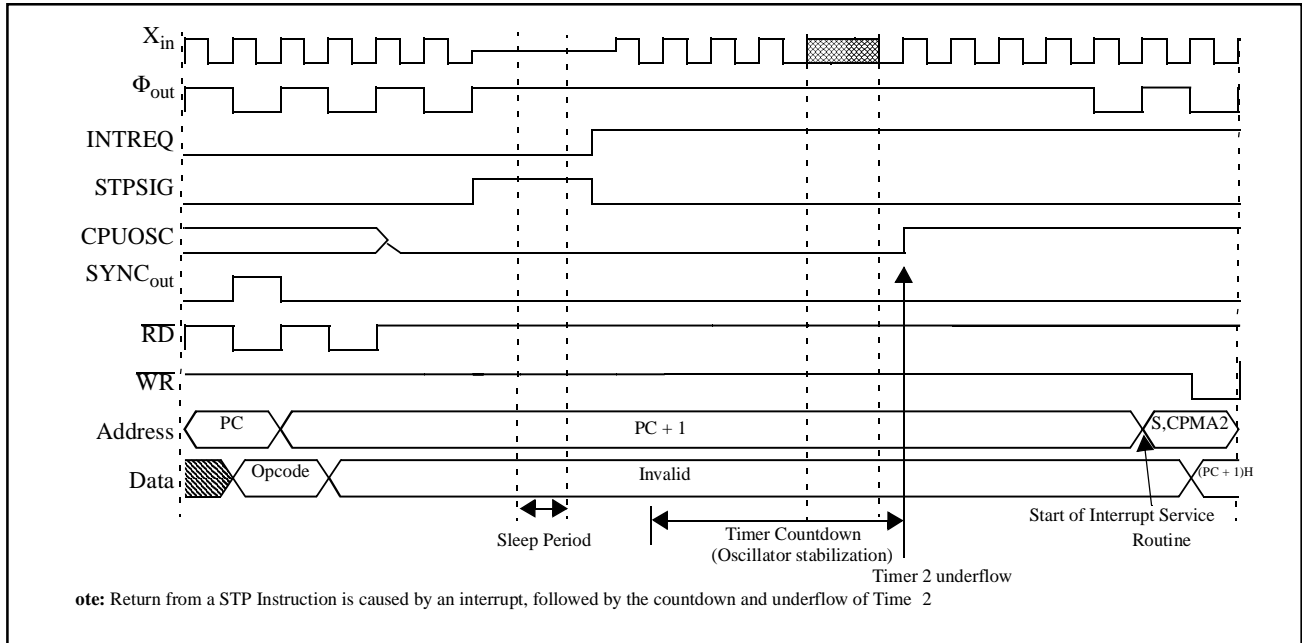 Xin
Φout
INTREQ
STPSIG
CPUOSC
SYNCout
RD
WR
Address PC PC + 1 S,CPMA2
Data Opcode Invalid (PC + 1)H
Sleep Period
Timer Countdown
(Oscillator stabilization)
Start of Interrupt Service
Routine
Timer 2 underflow
ote: Return from a STP Instruction is caused by an interrupt, followed by the countdown and underflow of Time 2